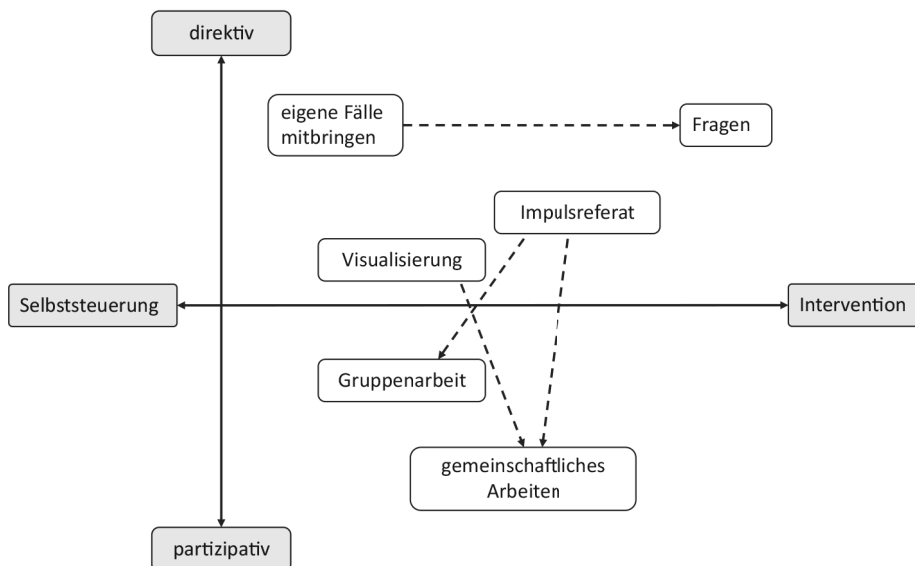 direktiv
eigene Fälle
mitbringen
Fragen
Impulsreferat
Visualisierung
Selbststeuerung
Intervention
Gruppenarbeit
gemeinschaftliches
Arbeiten
partizipativ